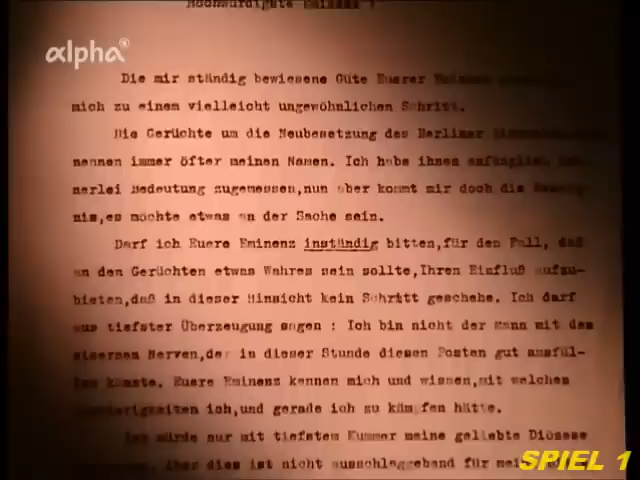 Hochwürdigste Eminenz !
alpha
Die mir ständig bewiesene Güte Euerer Eminenz
mich zu einem vielleicht ungewöhnlichen Schritt.
Die Gerüchte um die Neubesetzung des Berliner
nennen immer öfter meinen Namen. Ich habe ihnen anfänglich
nerlei Bedeutung zugemessen,nun aber kommt mir doch die
nis,es möchte etwas an der Sache sein.
Darf ich Euere Eminenz inständig bitten,für den Fall, daß
an den Gerüchten etwas Wahres sein sollte,Ihren Einfluß aufzu-
bieten,daß in dieser Hinsicht kein Schritt geschehe. Ich darf
aus tiefster Überzeugung sagen : Ich bin nicht der Mann mit den
eisernen Nerven,der in dieser Stunde diesen Posten gut ausfül-
len könnte. Euere Eminenz kennen mich und wissen,mit welchen
ich,und gerade ich zu kämpfen hätte.
Ich würde nur mit tiefstem Kummer meine geliebte Diözese
Aber dies ist nicht ausschlaggebend für mein
SPIEL 1